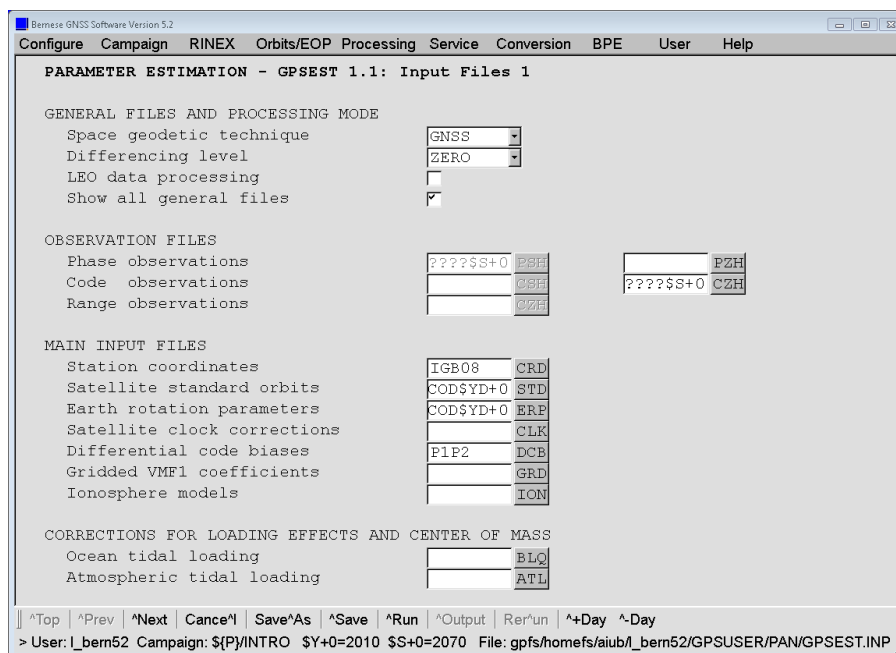 Bernese GNSS Software Version 5.2
Configure Campaign RINEX Orbits/EOP Processing Service Conversion BPE User Help
PARAMETER ESTIMATION - GPSEST 1.1: Input Files 1
GENERAL FILES AND PROCESSING MODE
Space geodetic technique GNSS
Differencing level ZERO
LEO data processing
Show all general files
OBSERVATION FILES
Phase observations ????$S+0 PSH PZH
Code observations CSH ????$S+0 CZH
Range observations CZH
MAIN INPUT FILES
Station coordinates IGB08 CRD
Satellite standard orbits COD$YD+0 STD
Earth rotation parameters COD$YD+0 ERP
Satellite clock corrections CLK
Differential code biases P1P2 DCB
Gridded VMF1 coefficients GRD
Ionosphere models ION
CORRECTIONS FOR LOADING EFFECTS AND CENTER OF MASS
Ocean tidal loading BLQ
Atmospheric tidal loading ATL
^Top | ^Prev | ^Next | Cance^l | Save^As | ^Save | ^Run | ^Output | Rer^un | ^+Day ^-Day
> User: l_bern52 Campaign: ${P}/INTRO $Y+0=2010 $S+0=2070 File: gpfs/homefs/aiub/l_bern52/GPSUSER/PAN/GPSEST.INP